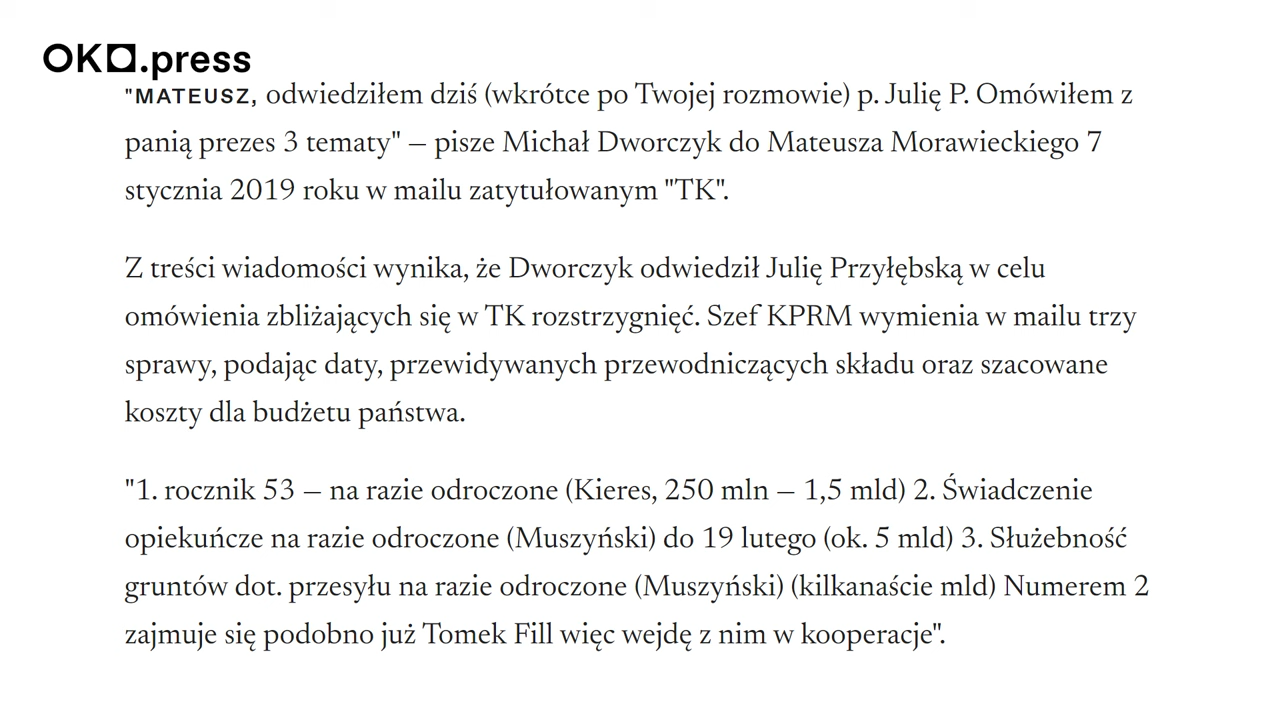 OKO.press
"MATEUSZ, odwiedziłem dziś (wkrótce po Twojej rozmowie) p. Julię P. Omówiłem z
panią prezes 3 tematy" – pisze Michał Dworczyk do Mateusza Morawieckiego 7
stycznia 2019 roku w mailu zatytułowanym "TK".
Z treści wiadomości wynika, że Dworczyk odwiedził Julię Przyłębską w celu
omówienia zbliżających się w TK rozstrzygnięć. Szef KPRM wymienia w mailu trzy
sprawy, podając daty, przewidywanych przewodniczących składu oraz szacowane
koszty dla budżetu państwa.
"1. rocznik 53 – na razie odroczone (Kieres, 250 mln – 1,5 mld) 2. Świadczenie
opiekuńcze na razie odroczone (Muszyński) do 19 lutego (ok. 5 mld) 3. Służebność
gruntów dot. przesyłu na razie odroczone (Muszyński) (kilkanaście mld) Numerem 2
zajmuje się podobno już Tomek Fill więc wejdę z nim w kooperacje".